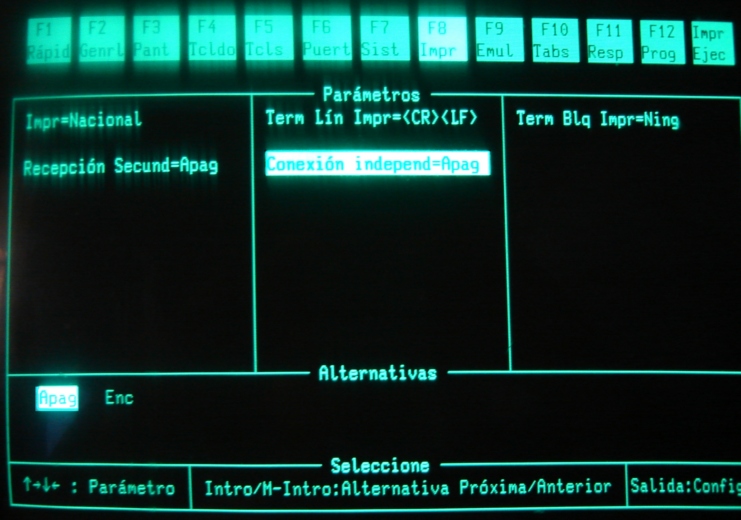 F1 F2 F3 F4 F5 F6 F7 F8 F9 F10 F11 F12 Impr
Rápid Genrl Pant Tcldo Tcls Puert Sist Impr Emul Tabs Resp Prog Ejec
Parámetros
Impr=Nacional Term Lín Impr=<CR><LF> Term Blq Impr=Ning
Recepción Secund=Apag Conexión independ=Apag
Alternativas
Apag Enc
Seleccione
↑→↓← : Parámetro Intro/M-Intro:Alternativa Próxima/Anterior Salida:Config